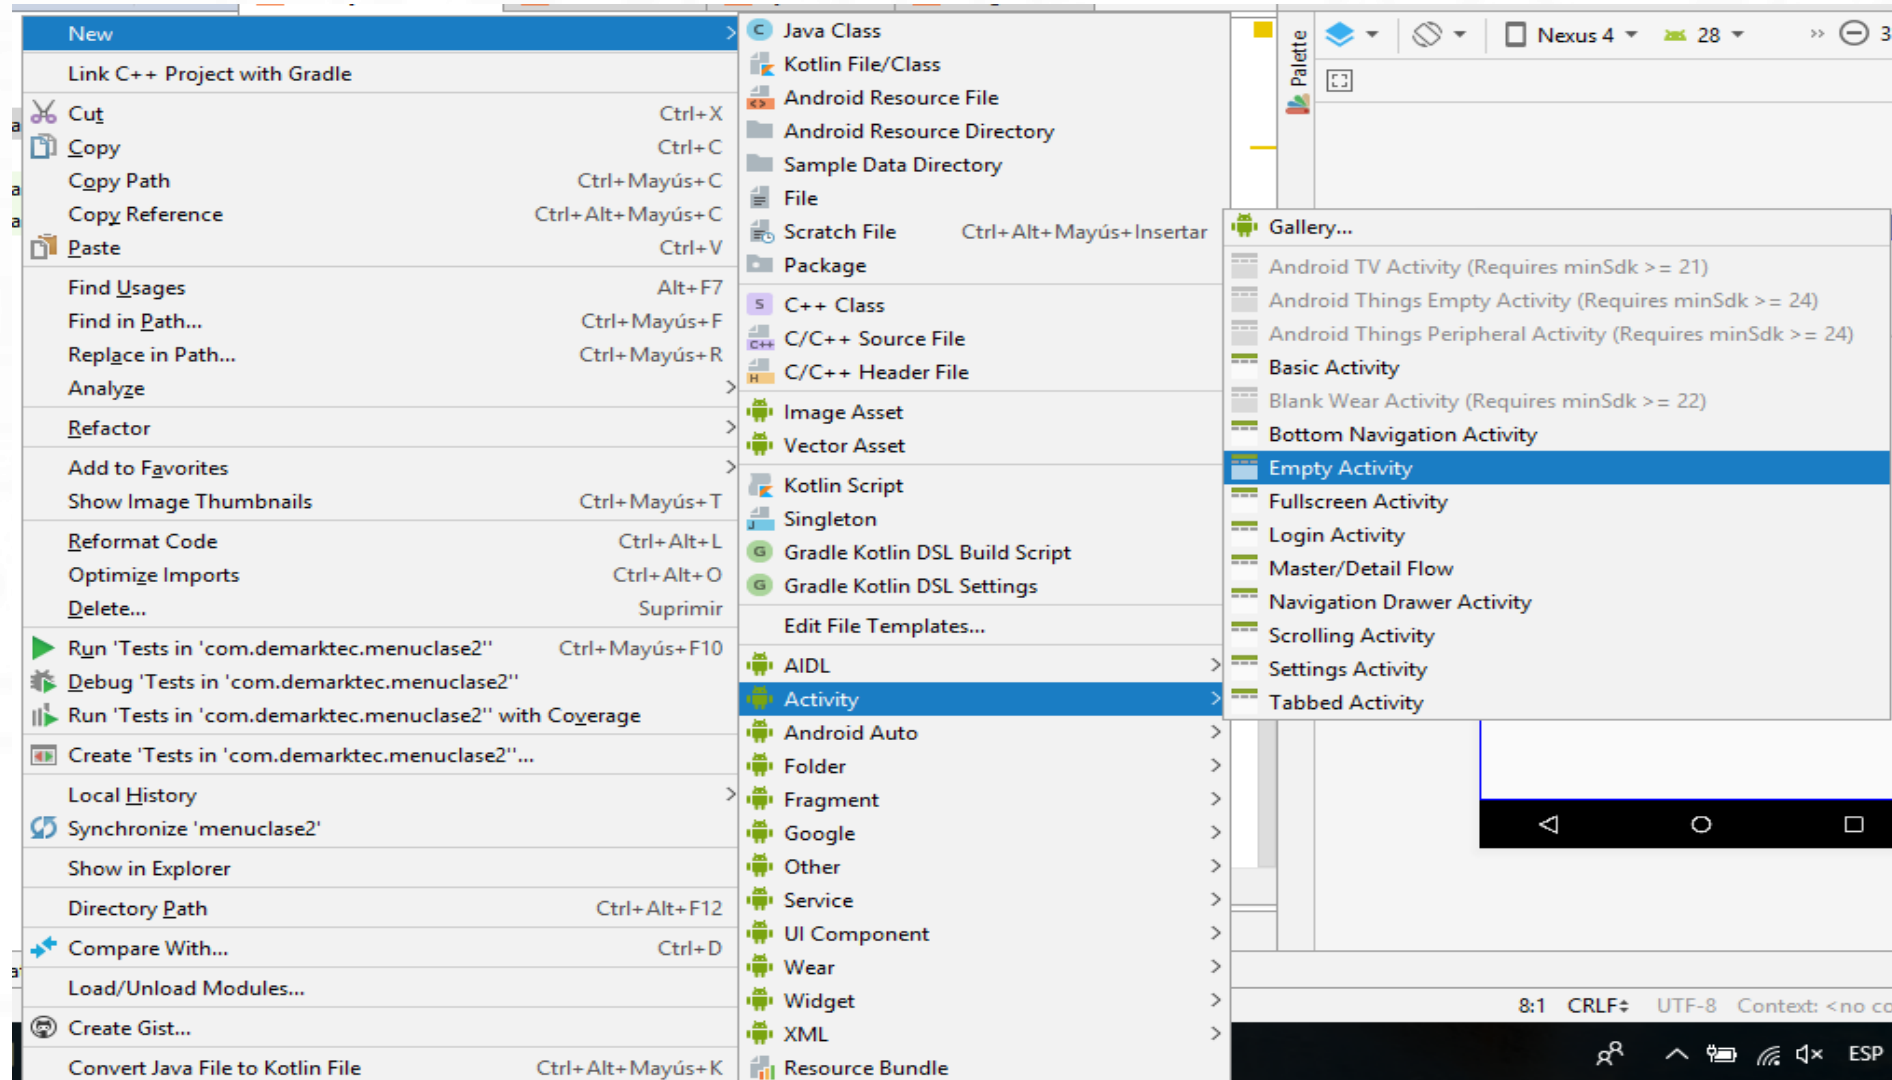 New
Link C++ Project with Gradle
Cut Ctrl+X
Copy Ctrl+C
Copy Path Ctrl+Mayús+C
Copy Reference Ctrl+Alt+Mayús+C
Paste Ctrl+V
Find Usages Alt+F7
Find in Path... Ctrl+Mayús+F
Replace in Path... Ctrl+Mayús+R
Analyze
Refactor
Add to Favorites
Show Image Thumbnails Ctrl+Mayús+T
Reformat Code Ctrl+Alt+L
Optimize Imports Ctrl+Alt+O
Delete... Suprimir
Run 'Tests in 'com.demarktec.menuclase2'' Ctrl+Mayús+F10
Debug 'Tests in 'com.demarktec.menuclase2''
Run 'Tests in 'com.demarktec.menuclase2'' with Coverage
Create 'Tests in 'com.demarktec.menuclase2''...
Local History
Synchronize 'menuclase2'
Show in Explorer
Directory Path Ctrl+Alt+F12
Compare With... Ctrl+D
Load/Unload Modules...
Create Gist...
Convert Java File to Kotlin File Ctrl+Alt+Mayús+K
Java Class
Kotlin File/Class
Android Resource File
Android Resource Directory
Sample Data Directory
File
Scratch File Ctrl+Alt+Mayús+Insertar
Package
C++ Class
C/C++ Source File
C/C++ Header File
Image Asset
Vector Asset
Kotlin Script
Singleton
Gradle Kotlin DSL Build Script
Gradle Kotlin DSL Settings
Edit File Templates...
AIDL
Activity
Android Auto
Folder
Fragment
Google
Other
Service
UI Component
Wear
Widget
XML
Resource Bundle
Palette
Nexus 4
28
Gallery...
Android TV Activity (Requires minSdk >= 21)
Android Things Empty Activity (Requires minSdk >= 24)
Android Things Peripheral Activity (Requires minSdk >= 24)
Basic Activity
Blank Wear Activity (Requires minSdk >= 22)
Bottom Navigation Activity
Empty Activity
Fullscreen Activity
Login Activity
Master/Detail Flow
Navigation Drawer Activity
Scrolling Activity
Settings Activity
Tabbed Activity
8:1 CRLF UTF-8 Context: <no co
ESP